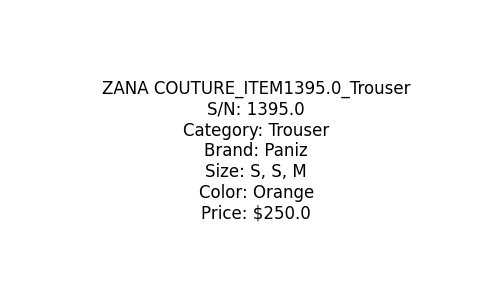 ZANA COUTURE_ITEM1395.0_Trouser
S/N: 1395.0
Category: Trouser
Brand: Paniz
Size: S, S, M
Color: Orange
Price: $250.0